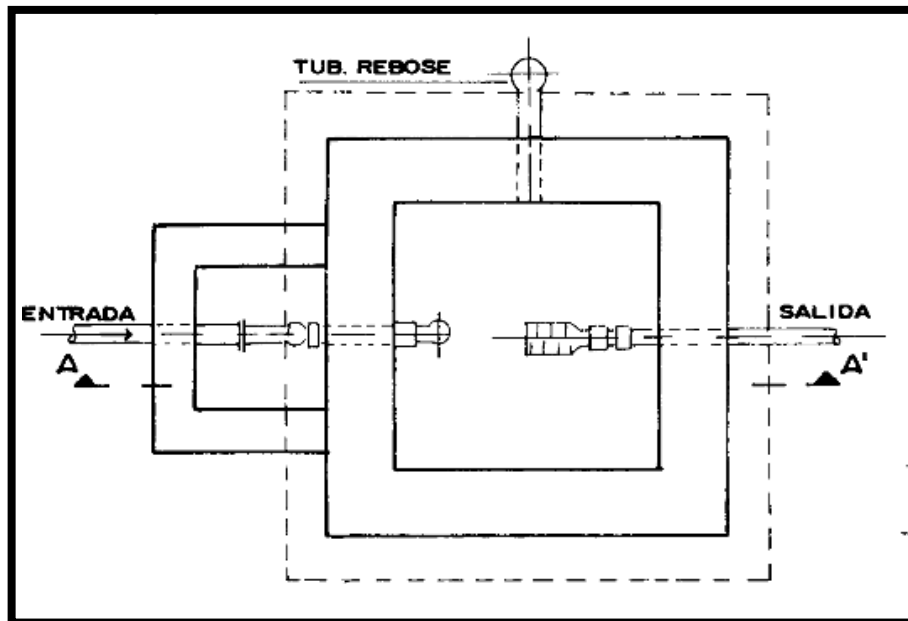 TUB. REBOSE
ENTRADA
SALIDA
A
A'